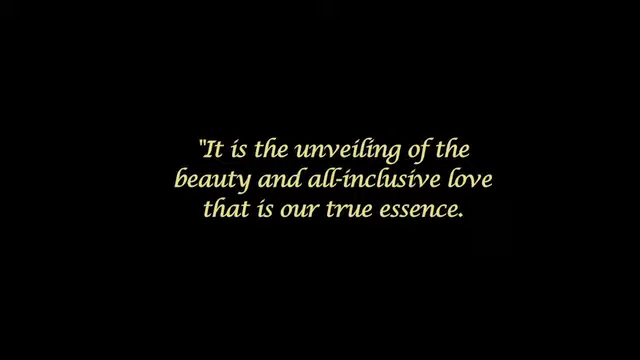 "It is the unveiling of the
beauty and all-inclusive love
that is our true essence.